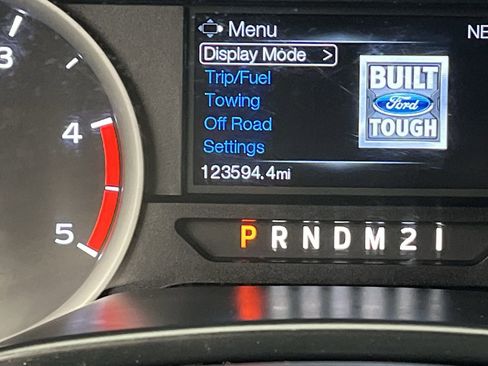 3
4
5
Menu
NE
Display Mode >
Trip/Fuel
Towing
Off Road
Settings
123594.4mi
BUILT
Ford
TOUGH
P R N D M 2 1